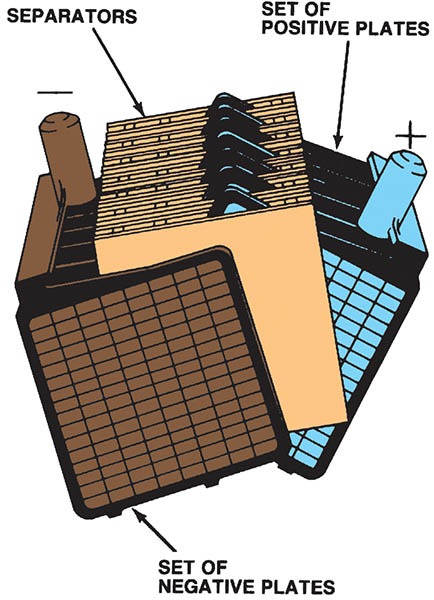 SEPARATORS
SET OF
POSITIVE PLATES
−
+
SET OF
NEGATIVE PLATES